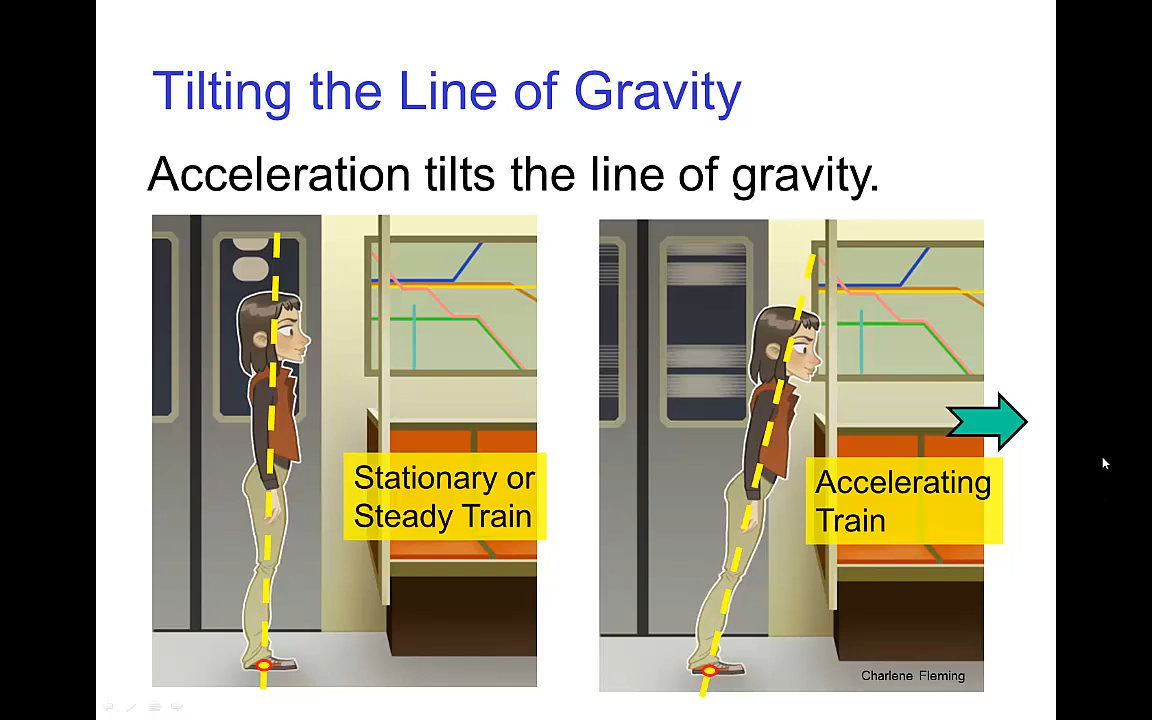 Tilting the Line of Gravity
Acceleration tilts the line of gravity.
Stationary or
Steady Train
Accelerating
Train
Charlene Fleming